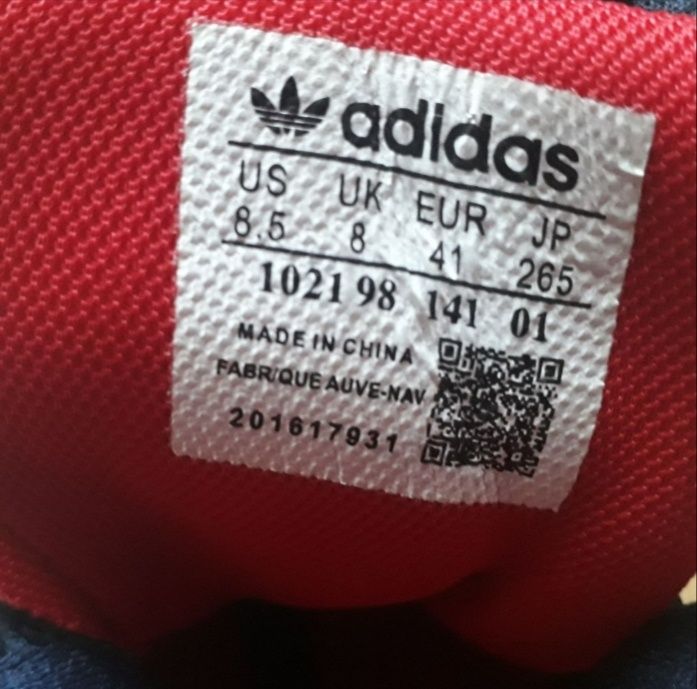 adidas
US UK EUR JP
8.5 8 41 265
1021 98 141 01
MADE IN CHINA
FABR/QUE AUVE-NAV
201617931